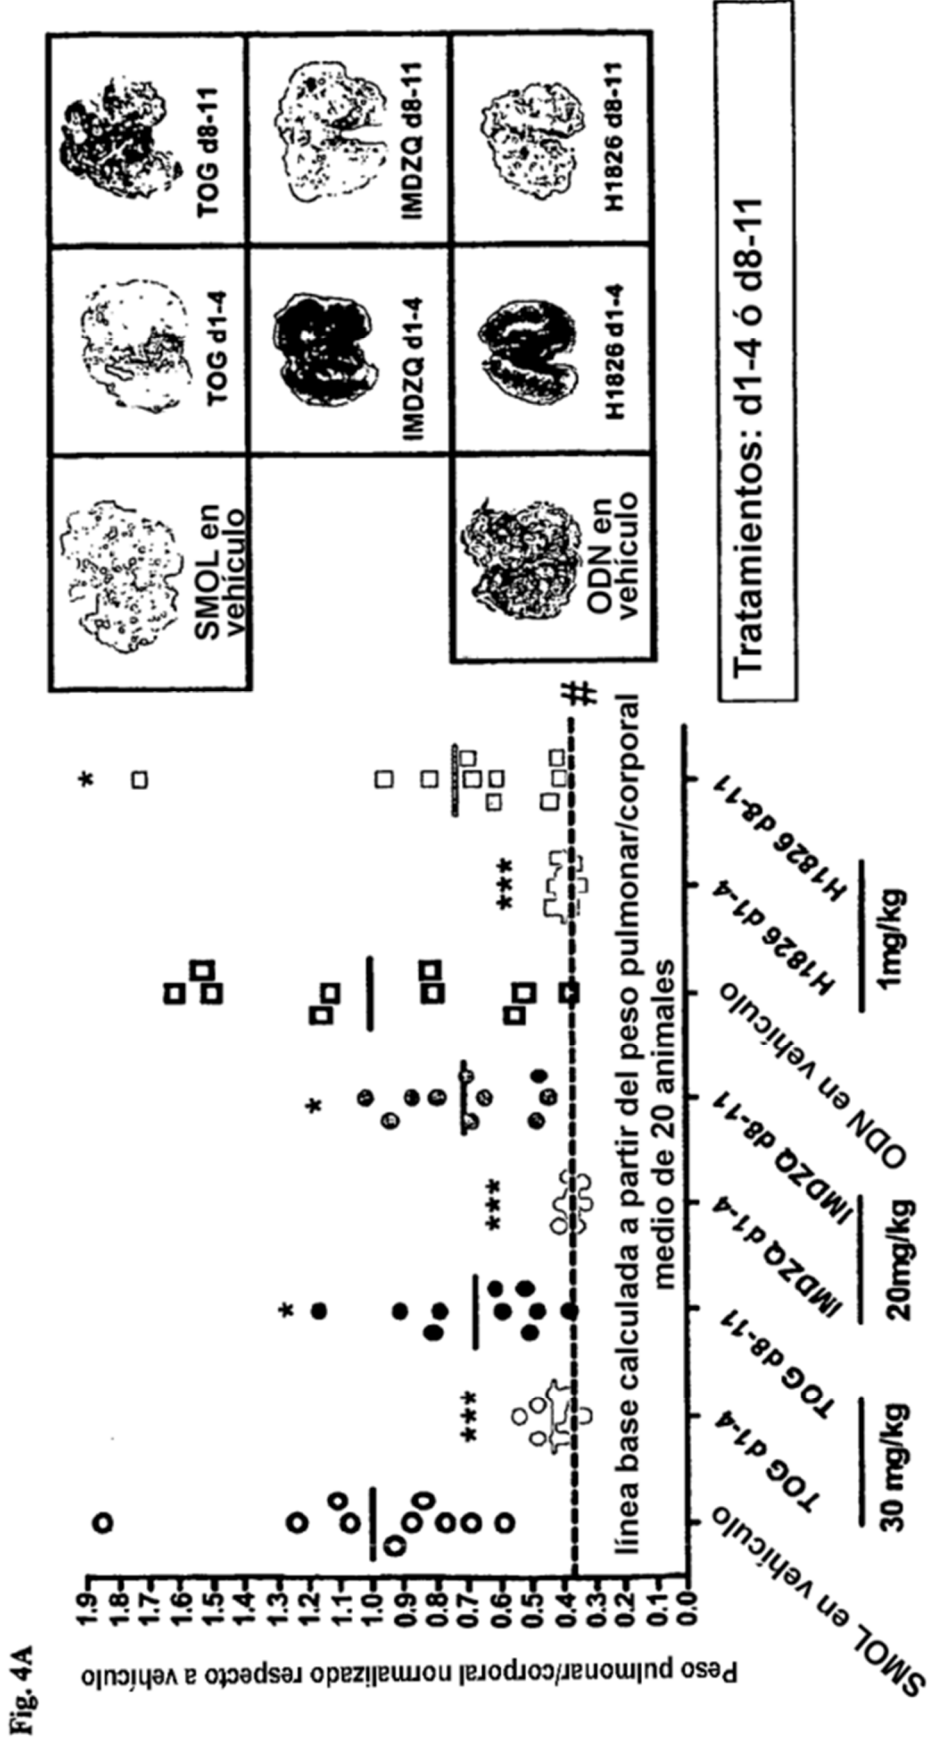 Fig. 4A
Peso pulmonar/corporal normalizado respecto a vehículo
1.9
1.8
1.7
1.6
1.5
1.4
1.3
1.2
1.1
1.0
0.9
0.8
0.7
0.6
0.5
0.4
0.3
0.2
0.1
0.0
***
*
***
*
***
*
#
línea base calculada a partir del peso pulmonar/corporal
medio de 20 animales
SMOL en vehículo
TOG d1-4
TOG d8-11
IMDZQ d1-4
IMDZQ d8-11
ODN en vehículo
H1826 d1-4
H1826 d8-11
30 mg/kg
20mg/kg
1mg/kg
SMOL en
vehículo
TOG d1-4
TOG d8-11
IMDZQ d1-4
IMDZQ d8-11
ODN en
vehículo
H1826 d1-4
H1826 d8-11
Tratamientos: d1-4 ó d8-11